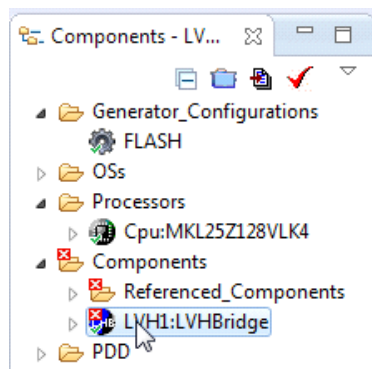 Components - LV...
Generator_Configurations
FLASH
OSs
Processors
Cpu:MKL25Z128VLK4
Components
Referenced_Components
LVH1:LVHBridge
PDD